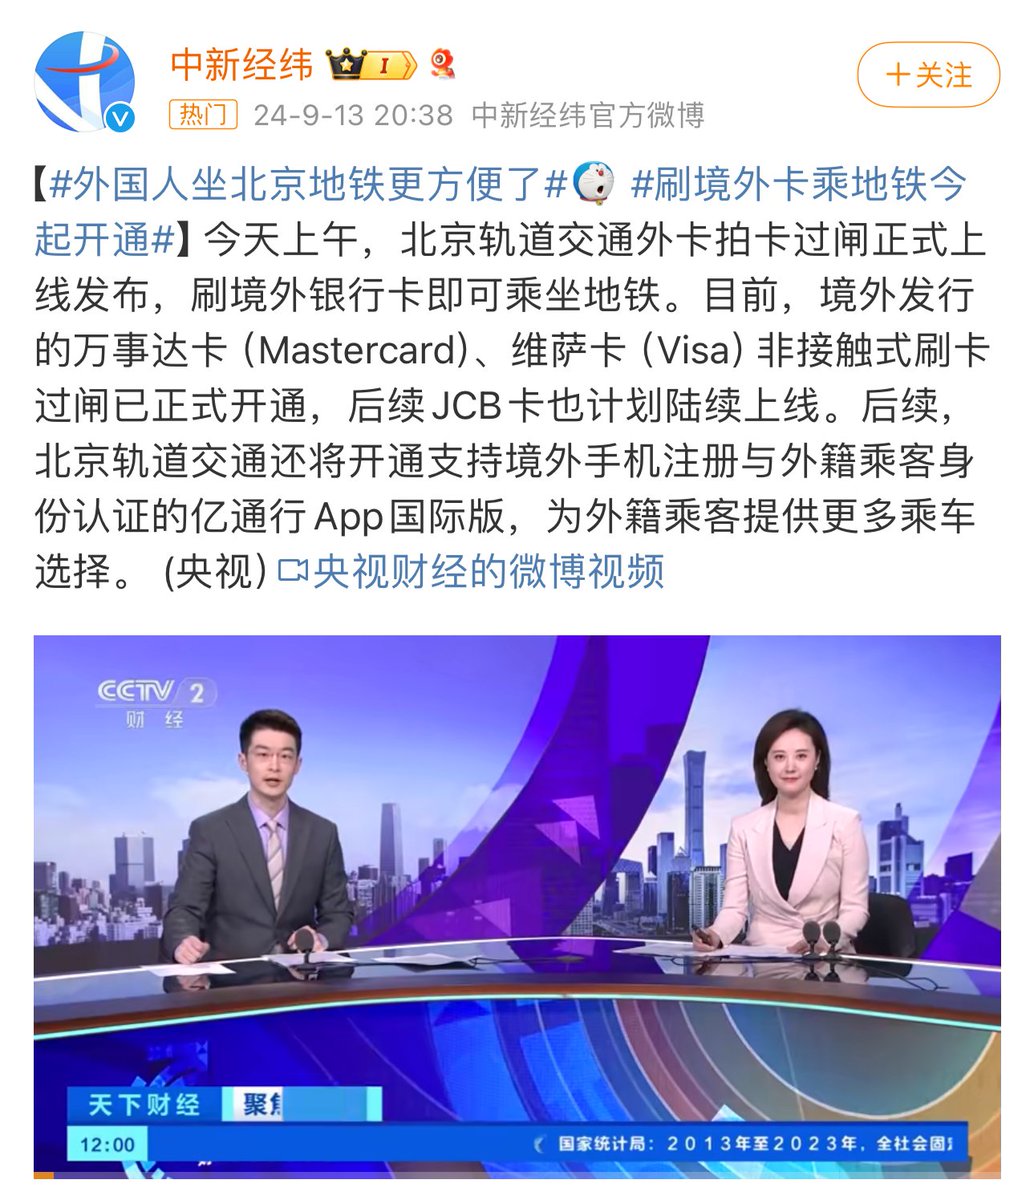 中新经纬
I
＋关注
热门 24-9-13 20:38 中新经纬官方微博
【#外国人坐北京地铁更方便了# #刷境外卡乘地铁今
起开通#】今天上午，北京轨道交通外卡拍卡过闸正式上
线发布，刷境外银行卡即可乘坐地铁。目前，境外发行
的万事达卡（Mastercard）、维萨卡（Visa）非接触式刷卡
过闸已正式开通，后续JCB卡也计划陆续上线。后续，
北京轨道交通还将开通支持境外手机注册与外籍乘客身
份认证的亿通行App国际版，为外籍乘客提供更多乘车
选择。（央视）央视财经的微博视频
CCTV 2
财 经
天下财经 聚焦
12:00 国家统计局：2013年至2023年，全社会固